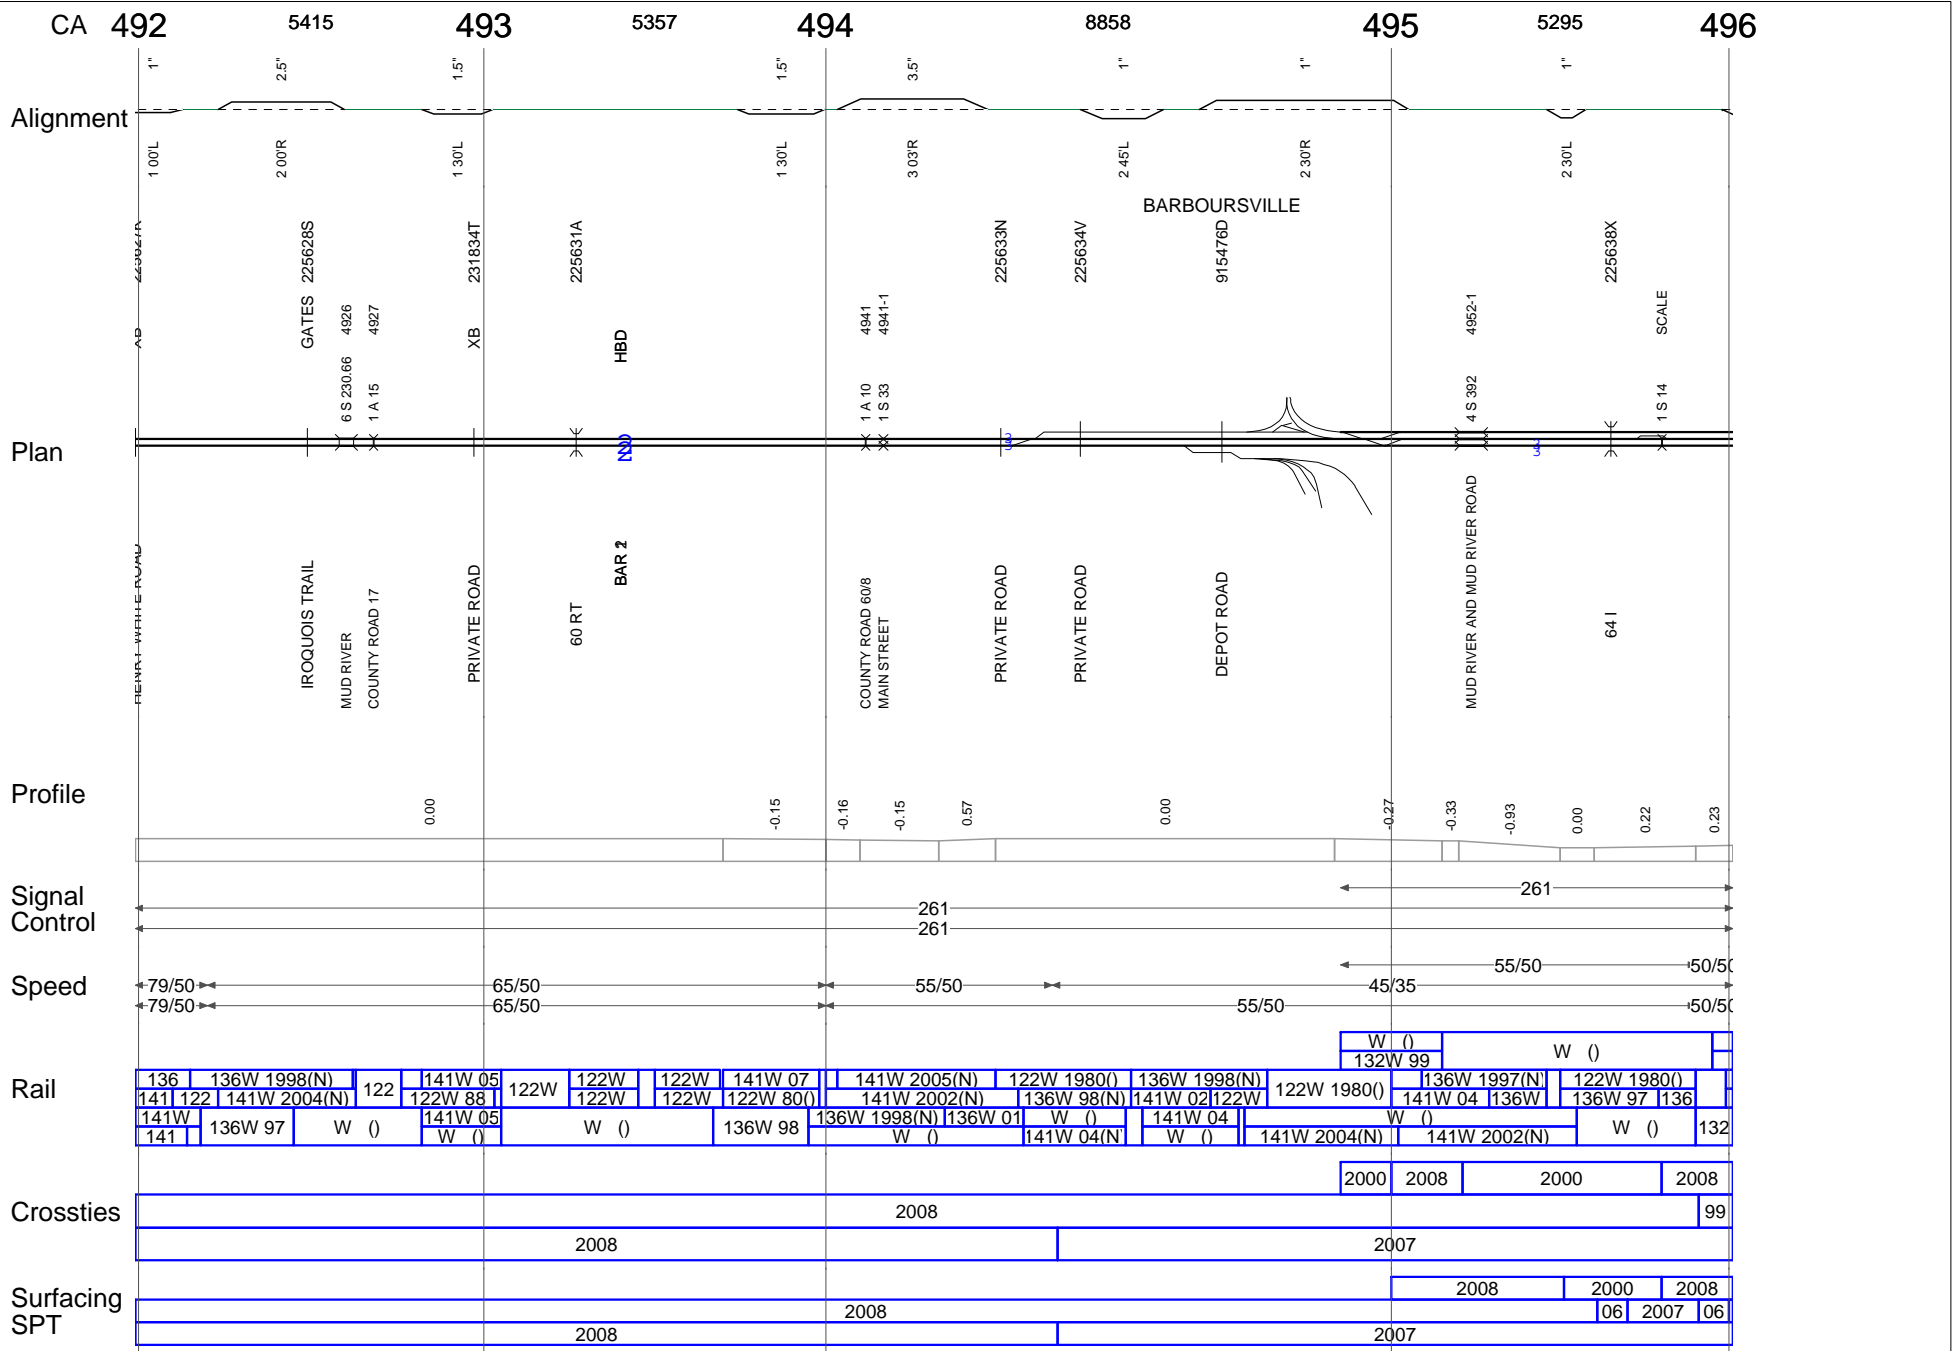 CA 492 5415 493 5357 494 8858 495 5295 496
1" 2.5" 1.5" 1.5" 3.5" 1" 1" 1"
Alignment
1 00'L 2 00'R 1 30'L 1 30'L 3 03'R 2 45'L 2 30'R 2 30'L
BARBOURSVILLE
GATES 225628S
XB 231834T
225631A
225633N
225634V
915476D
225638X
6 S 230.66 4926
1 A 15 4927
HBD
1 A 10 4941
1 S 33 4941-1
4 S 392 4952-1
1 S 14 SCALE
Plan
IROQUOIS TRAIL
MUD RIVER
COUNTY ROAD 17
PRIVATE ROAD
60 RT
COUNTY ROAD 60/8
MAIN STREET
PRIVATE ROAD
PRIVATE ROAD
DEPOT ROAD
MUD RIVER AND MUD RIVER ROAD
64 I
Profile
0.00 -0.15 -0.16 -0.15 0.57 0.00 -0.27 -0.33 -0.93 0.00 0.22 0.23
Signal
Control
261
261
261
Speed
55/50 50/50
79/50 65/50 55/50 45/35
79/50 65/50 55/50 50/50
Rail
W () W ()
132W 99
136 136W 1998(N) 122 141W 05 122W 122W 122W 141W 07 141W 2005(N) 122W 1980() 136W 1998(N) 122W 1980() 136W 1997(N) 122W 1980()
141 122 141W 2004(N) 122W 88 122W 122W 122W 80() 141W 2002(N) 136W 98(N) 141W 02 122W 141W 04 136W 136W 97 136
141W 136W 97 W () 141W 05 W () 136W 98 136W 1998(N) 136W 01 W () 141W 04 W () W () 132
141 W () W () 141W 04(N) W () 141W 2004(N) 141W 2002(N)
Crossties
2000 2008 2000 2008
2008 99
2008 2007
Surfacing
SPT
2008 2000 2008
2008 06 2007 06
2008 2007